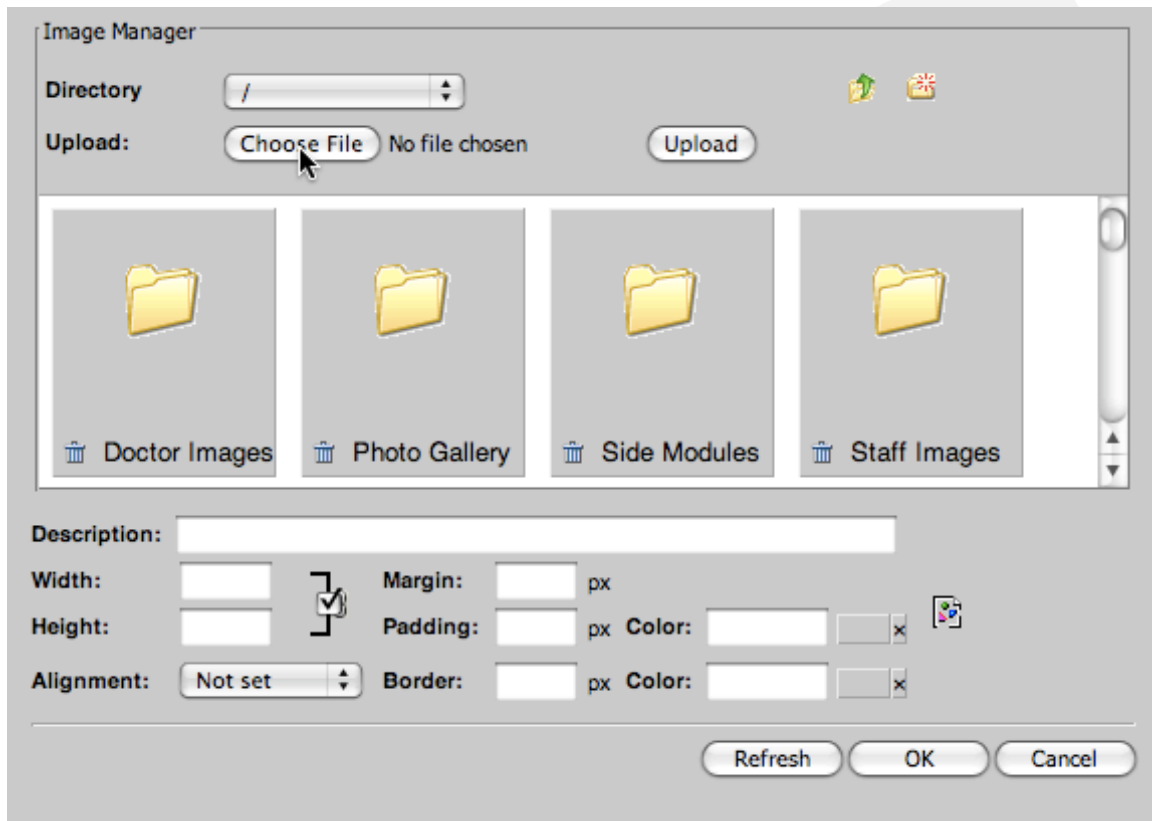 Image Manager
Directory /
Upload: Choose File No file chosen Upload
Doctor Images Photo Gallery Side Modules Staff Images
Description:
Width: Margin: px
Height: Padding: px Color: x
Alignment: Not set Border: px Color: x
Refresh OK Cancel